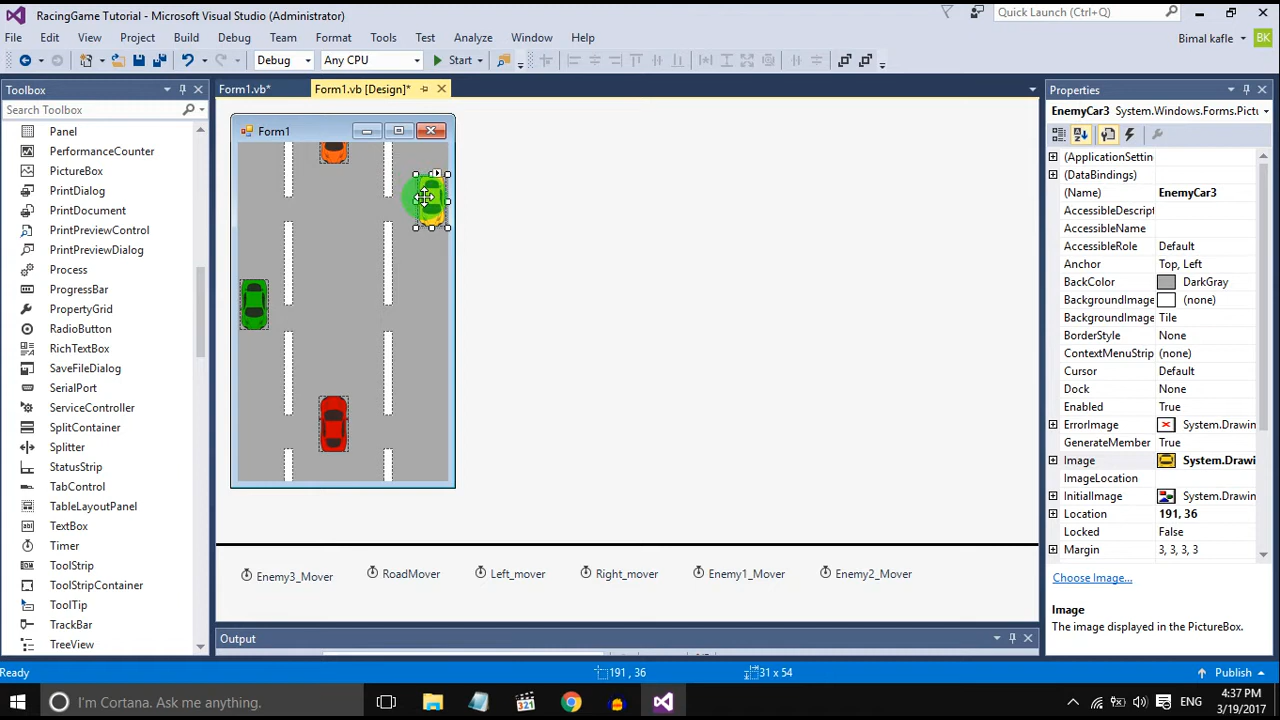 RacingGame Tutorial - Microsoft Visual Studio (Administrator)
Quick Launch (Ctrl+Q)
File Edit View Project Build Debug Team Format Tools Test Analyze Window Help
Bimal kafle BK
Debug Any CPU Start
Toolbox
Form1.vb* Form1.vb [Design]*
Properties
Search Toolbox
EnemyCar3 System.Windows.Forms.Pictu
Form1
Panel
PerformanceCounter
PictureBox
PrintDialog
PrintDocument
PrintPreviewControl
PrintPreviewDialog
Process
ProgressBar
PropertyGrid
RadioButton
RichTextBox
SaveFileDialog
SerialPort
ServiceController
SplitContainer
Splitter
StatusStrip
TabControl
TableLayoutPanel
TextBox
Timer
ToolStrip
ToolStripContainer
ToolTip
TrackBar
TreeView
(ApplicationSettin
(DataBindings)
(Name) EnemyCar3
AccessibleDescript
AccessibleName
AccessibleRole Default
Anchor Top, Left
BackColor DarkGray
BackgroundImage (none)
BackgroundImage Tile
BorderStyle None
ContextMenuStrip (none)
Cursor Default
Dock None
Enabled True
ErrorImage System.Drawin
GenerateMember True
Image System.Drawi
ImageLocation
InitialImage System.Drawin
Location 191, 36
Locked False
Margin 3, 3, 3, 3
Choose Image...
Image
The image displayed in the PictureBox.
Enemy3_Mover RoadMover Left_mover Right_mover Enemy1_Mover Enemy2_Mover
Output
Ready 191 , 36 31 x 54 Publish
I'm Cortana. Ask me anything.
ENG
4:37 PM
3/19/2017